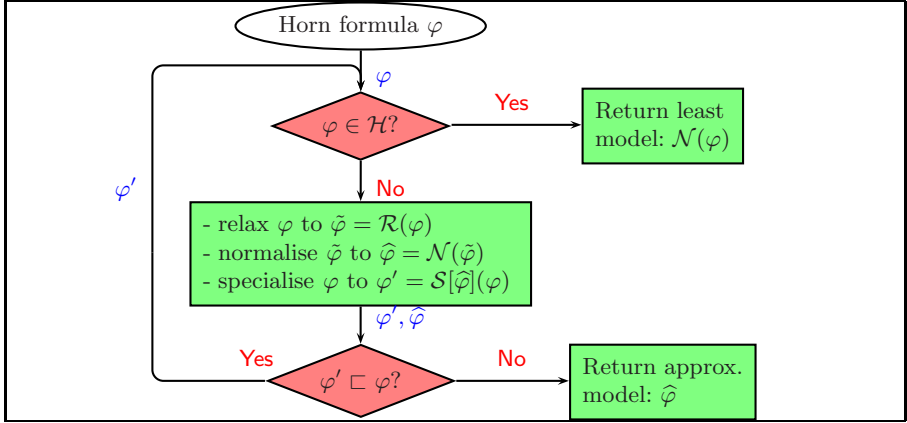 Horn formula φ
φ
φ ∈ ℋ?
Yes
Return least
model: 𝒩(φ)
No
φ′
- relax φ to φ̃ = ℛ(φ)
- normalise φ̃ to φ̂ = 𝒩(φ̃)
- specialise φ to φ′ = 𝒮[φ̂](φ)
φ′, φ̂
Yes
φ′ ⊏ φ?
No
Return approx.
model: φ̂